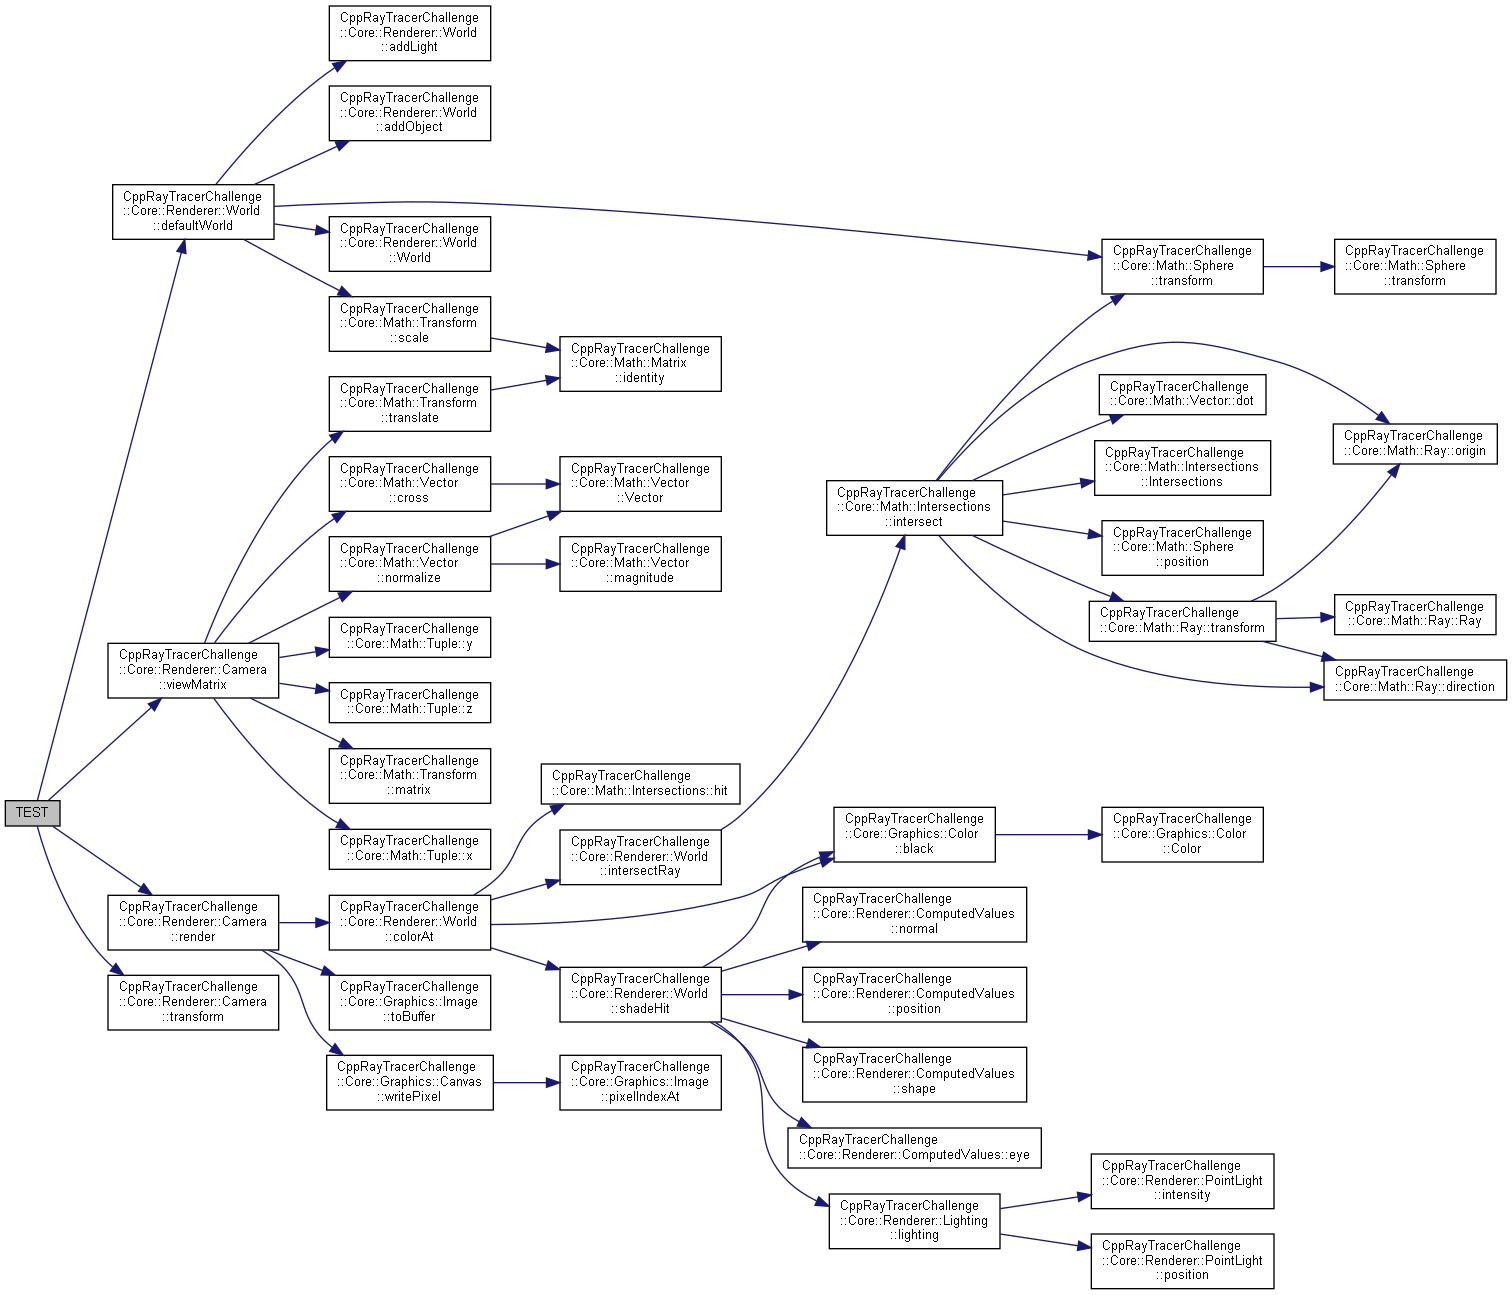 CppRayTracerChallenge
::Core::Renderer::World
::addLight
CppRayTracerChallenge
::Core::Renderer::World
::addObject
CppRayTracerChallenge
::Core::Renderer::World
::defaultWorld
CppRayTracerChallenge
::Core::Renderer::World
::World
CppRayTracerChallenge
::Core::Math::Sphere
::transform
CppRayTracerChallenge
::Core::Math::Sphere
::transform
CppRayTracerChallenge
::Core::Math::Transform
::scale
CppRayTracerChallenge
::Core::Math::Matrix
::identity
CppRayTracerChallenge
::Core::Math::Transform
::translate
CppRayTracerChallenge
::Core::Math::Vector::dot
CppRayTracerChallenge
::Core::Math::Ray::origin
CppRayTracerChallenge
::Core::Math::Intersections
::Intersections
CppRayTracerChallenge
::Core::Math::Vector
::cross
CppRayTracerChallenge
::Core::Math::Vector
::Vector
CppRayTracerChallenge
::Core::Math::Intersections
::intersect
CppRayTracerChallenge
::Core::Math::Sphere
::position
CppRayTracerChallenge
::Core::Math::Vector
::normalize
CppRayTracerChallenge
::Core::Math::Vector
::magnitude
CppRayTracerChallenge
::Core::Math::Ray::transform
CppRayTracerChallenge
::Core::Math::Ray::Ray
CppRayTracerChallenge
::Core::Math::Tuple::y
CppRayTracerChallenge
::Core::Renderer::Camera
::viewMatrix
CppRayTracerChallenge
::Core::Math::Ray::direction
CppRayTracerChallenge
::Core::Math::Tuple::z
CppRayTracerChallenge
::Core::Math::Transform
::matrix
CppRayTracerChallenge
::Core::Math::Intersections::hit
TEST
CppRayTracerChallenge
::Core::Math::Tuple::x
CppRayTracerChallenge
::Core::Renderer::World
::intersectRay
CppRayTracerChallenge
::Core::Graphics::Color
::black
CppRayTracerChallenge
::Core::Graphics::Color
::Color
CppRayTracerChallenge
::Core::Renderer::Camera
::render
CppRayTracerChallenge
::Core::Renderer::World
::colorAt
CppRayTracerChallenge
::Core::Renderer::ComputedValues
::normal
CppRayTracerChallenge
::Core::Renderer::Camera
::transform
CppRayTracerChallenge
::Core::Graphics::Image
::toBuffer
CppRayTracerChallenge
::Core::Renderer::World
::shadeHit
CppRayTracerChallenge
::Core::Renderer::ComputedValues
::position
CppRayTracerChallenge
::Core::Graphics::Canvas
::writePixel
CppRayTracerChallenge
::Core::Graphics::Image
::pixelIndexAt
CppRayTracerChallenge
::Core::Renderer::ComputedValues
::shape
CppRayTracerChallenge
::Core::Renderer::ComputedValues::eye
CppRayTracerChallenge
::Core::Renderer::Lighting
::lighting
CppRayTracerChallenge
::Core::Renderer::PointLight
::intensity
CppRayTracerChallenge
::Core::Renderer::PointLight
::position